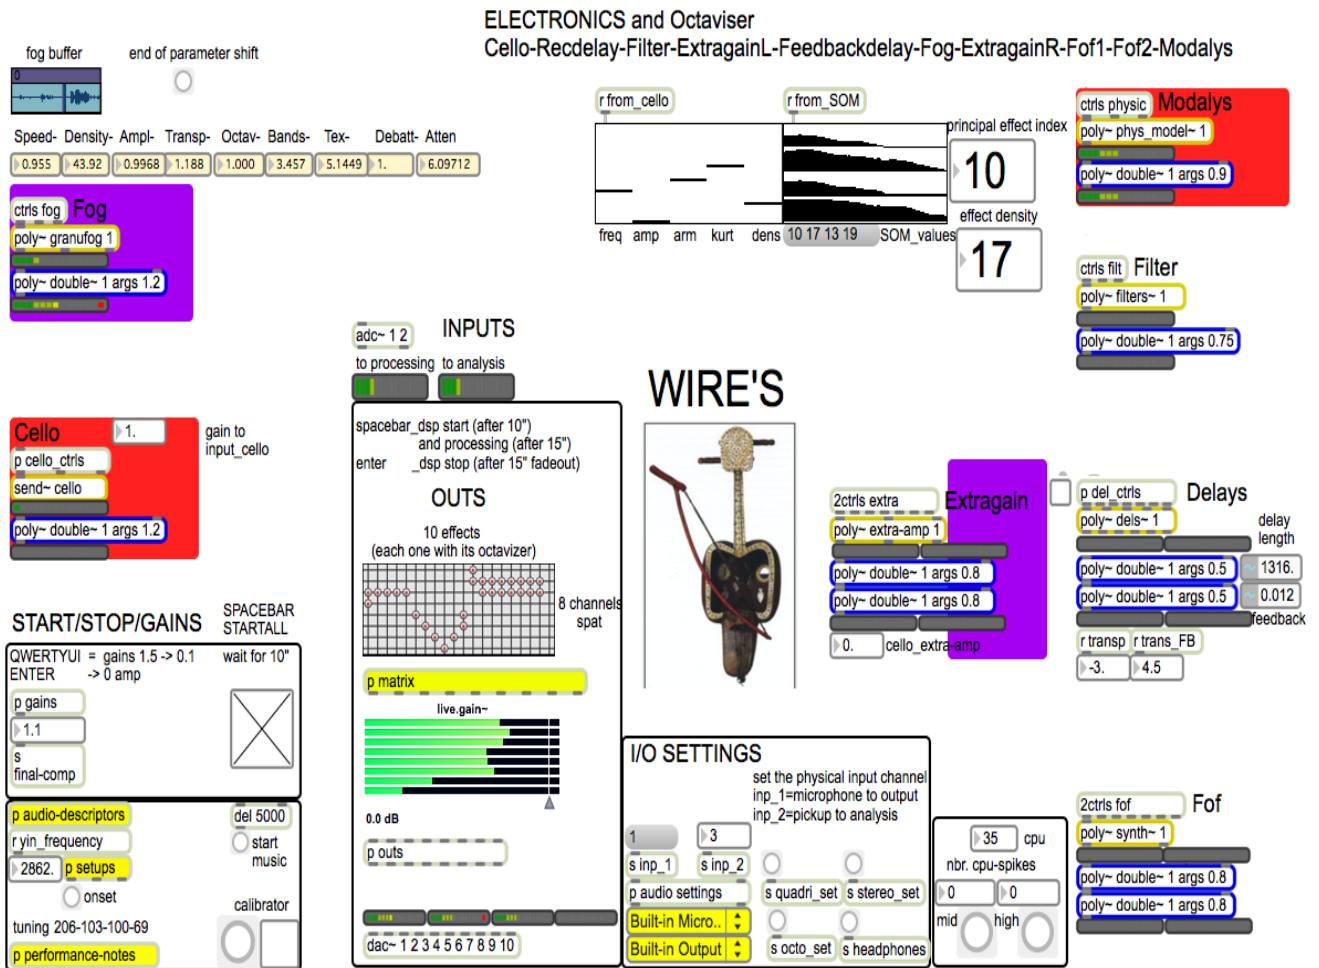 ELECTRONICS and Octaviser
Cello-Recdelay-Filter-ExtragainL-Feedbackdelay-Fog-ExtragainR-Fof1-Fof2-Modalys
fog buffer
end of parameter shift
0
Speed- Density- Ampl- Transp- Octav- Bands- Tex- Debatt- Atten
0.955 43.92 0.9968 1.188 1.000 3.457 5.1449 1. 6.09712
ctrls fog Fog
poly~ granufog 1
poly~ double~ 1 args 1.2
r from_cello
r from_SOM
freq amp arm kurt dens 10 17 13 19 SOM_values
principal effect index
10
effect density
17
ctrls physic Modalys
poly~ phys_model~ 1
poly~ double~ 1 args 0.9
ctrls filt Filter
poly~ filters~ 1
poly~ double~ 1 args 0.75
Cello 1.
p cello_ctrls
send~ cello
poly~ double~ 1 args 1.2
gain to
input_cello
adc~ 1 2 INPUTS
to processing to analysis
spacebar_dsp start (after 10")
and processing (after 15")
enter _dsp stop (after 15" fadeout)
OUTS
10 effects
(each one with its octavizer)
8 channels
spat
p matrix
live.gain~
0.0 dB
p outs
dac~ 1 2 3 4 5 6 7 8 9 10
WIRE'S
2ctrls extra Extragain
poly~ extra-amp 1
poly~ double~ 1 args 0.8
poly~ double~ 1 args 0.8
0. cello_extra-amp
p del_ctrls Delays
poly~ dels~ 1
delay
length
poly~ double~ 1 args 0.5 1316.
poly~ double~ 1 args 0.5 0.012
feedback
r transp r trans_FB
-3. 4.5
START/STOP/GAINS
SPACEBAR
STARTALL
QWERTYUI = gains 1.5 -> 0.1 wait for 10"
ENTER -> 0 amp
p gains
1.1
s
final-comp
p audio-descriptors
r yin_frequency
2862. p setups
onset
tuning 206-103-100-69
p performance-notes
del 5000
start
music
calibrator
I/O SETTINGS
set the physical input channel
inp_1=microphone to output
inp_2=pickup to analysis
1 3
s inp_1 s inp_2
p audio settings s quadri_set s stereo_set
Built-in Micro..
Built-in Output s octo_set s headphones
35 cpu
nbr. cpu-spikes
0 0
mid high
2ctrls fof Fof
poly~ synth~ 1
poly~ double~ 1 args 0.8
poly~ double~ 1 args 0.8